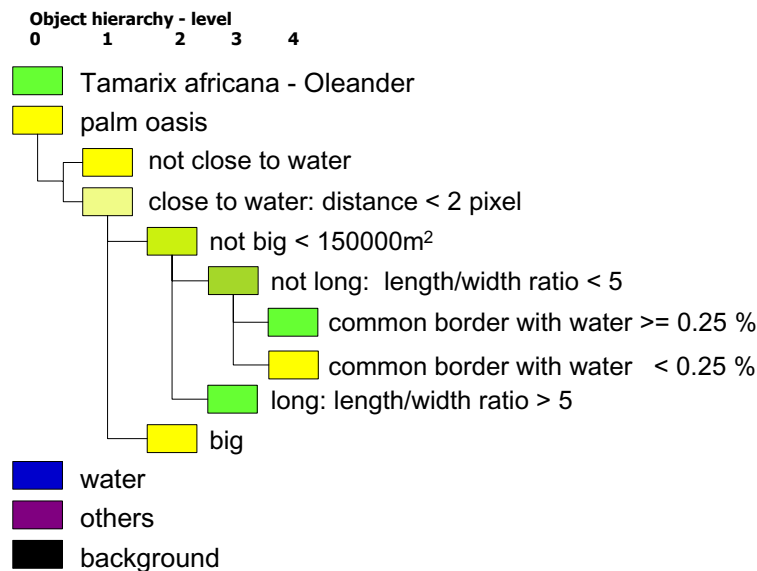 Object hierarchy - level
0 1 2 3 4
Tamarix africana - Oleander
palm oasis
not close to water
close to water: distance < 2 pixel
not big < 150000m²
not long: length/width ratio < 5
common border with water >= 0.25 %
common border with water < 0.25 %
long: length/width ratio > 5
big
water
others
background